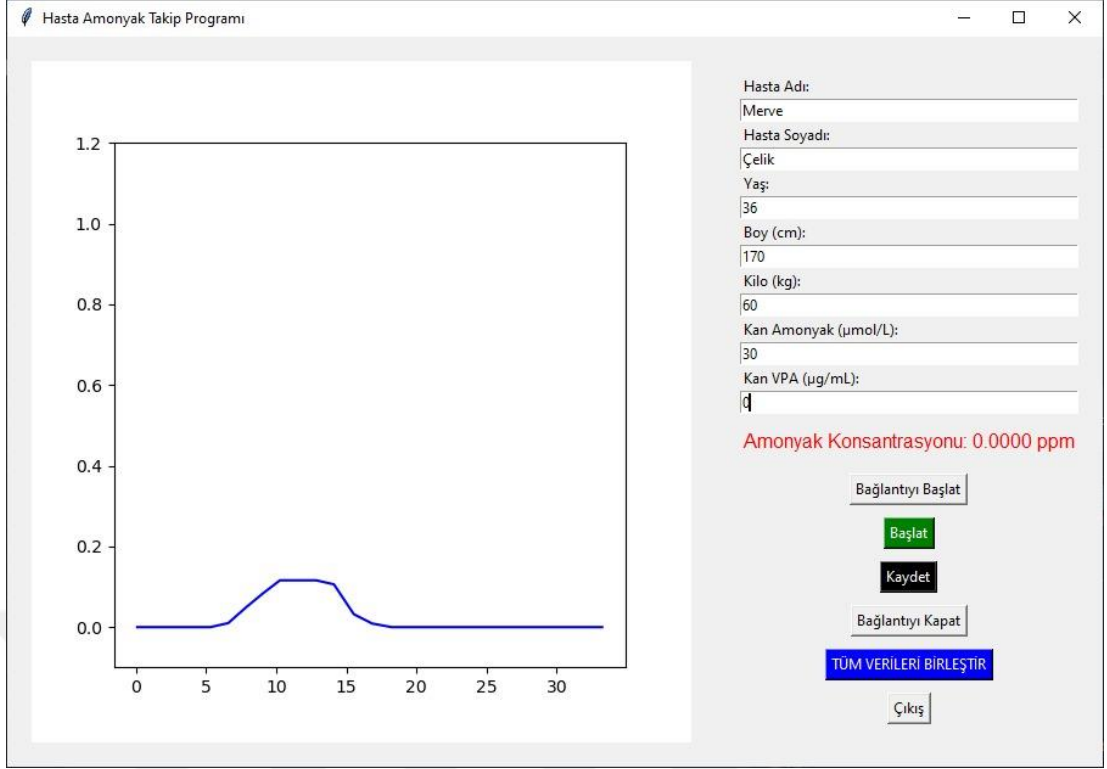 Hasta Amonyak Takip Programı
1.2
1.0
0.8
0.6
0.4
0.2
0.0
0 5 10 15 20 25 30
Hasta Adı:
Merve
Hasta Soyadı:
Çelik
Yaş:
36
Boy (cm):
170
Kilo (kg):
60
Kan Amonyak (µmol/L):
30
Kan VPA (µg/mL):
0
Amonyak Konsantrasyonu: 0.0000 ppm
Bağlantıyı Başlat
Başlat
Kaydet
Bağlantıyı Kapat
TÜM VERİLERİ BİRLEŞTİR
Çıkış